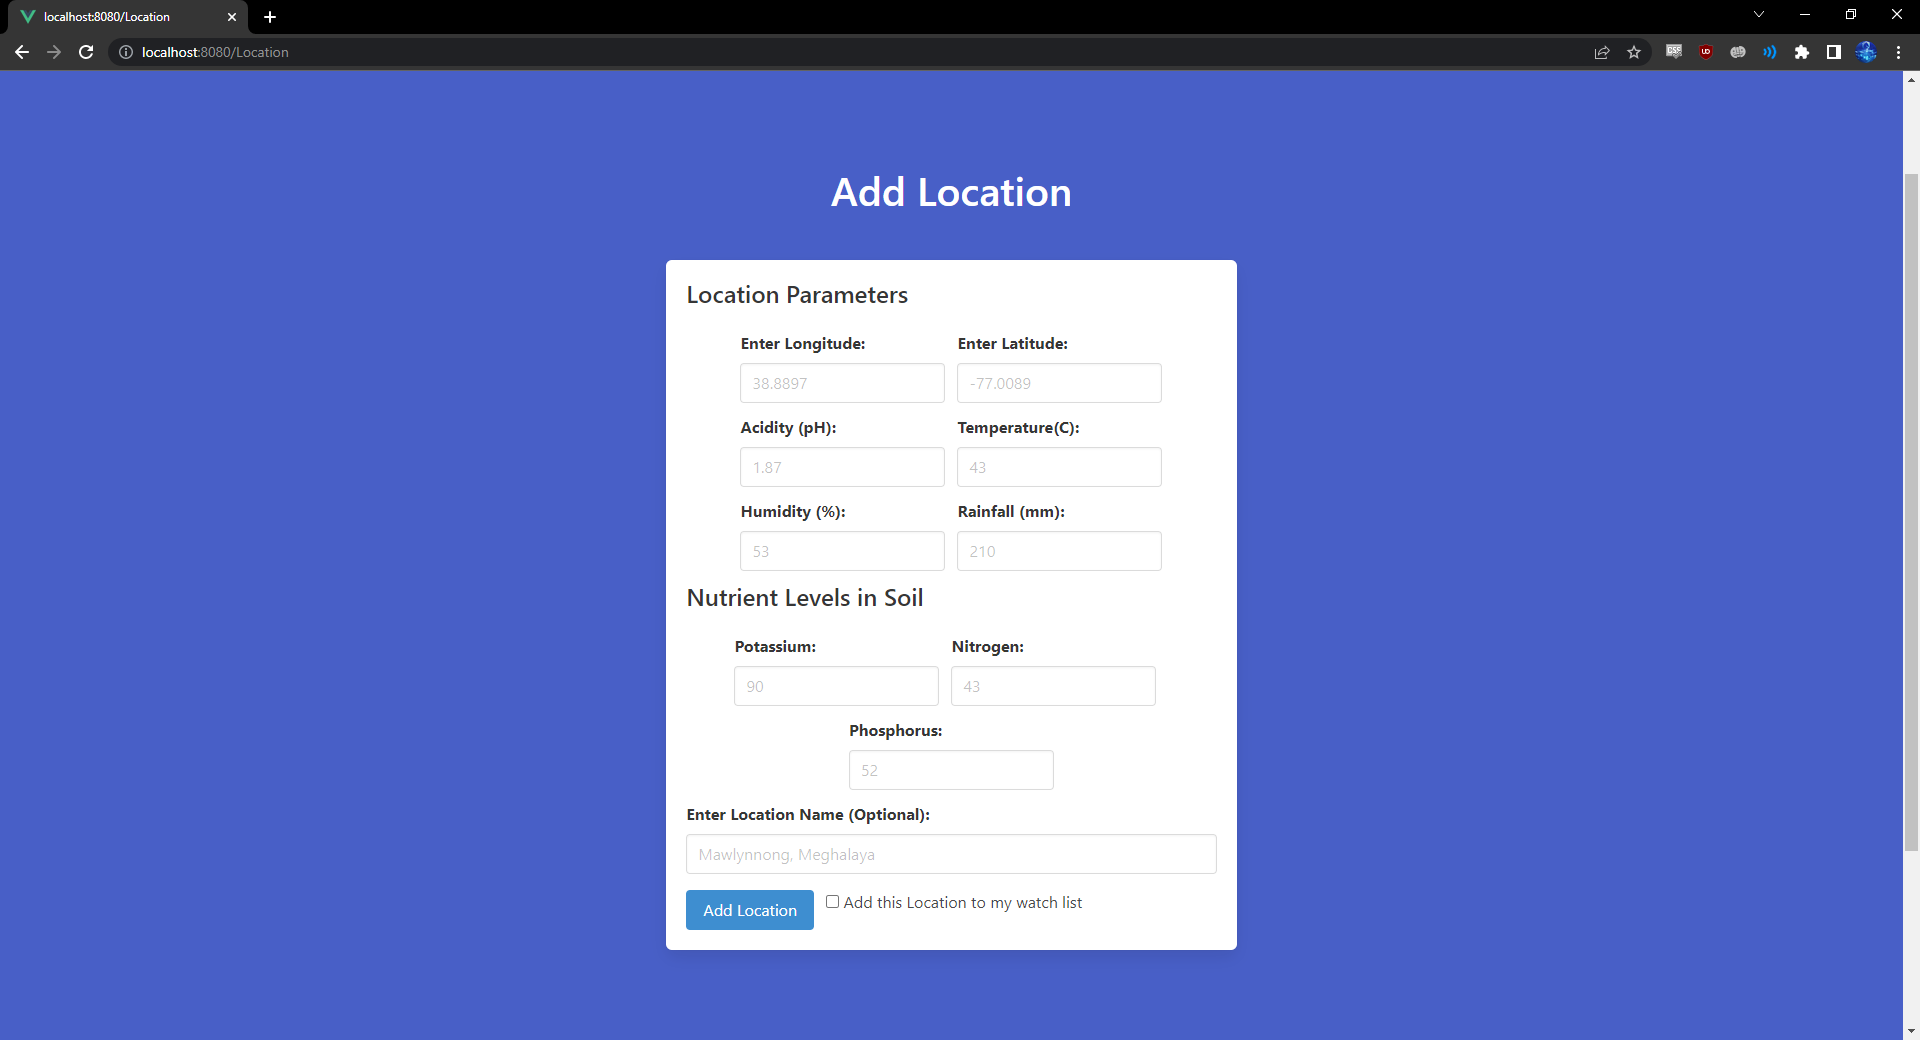 localhost:8080/Location
localhost:8080/Location
Add Location
Location Parameters
Enter Longitude: Enter Latitude:
38.8897 -77.0089
Acidity (pH): Temperature(C):
1.87 43
Humidity (%): Rainfall (mm):
53 210
Nutrient Levels in Soil
Potassium: Nitrogen:
90 43
Phosphorus:
52
Enter Location Name (Optional):
Mawlynnong, Meghalaya
Add Location Add this Location to my watch list